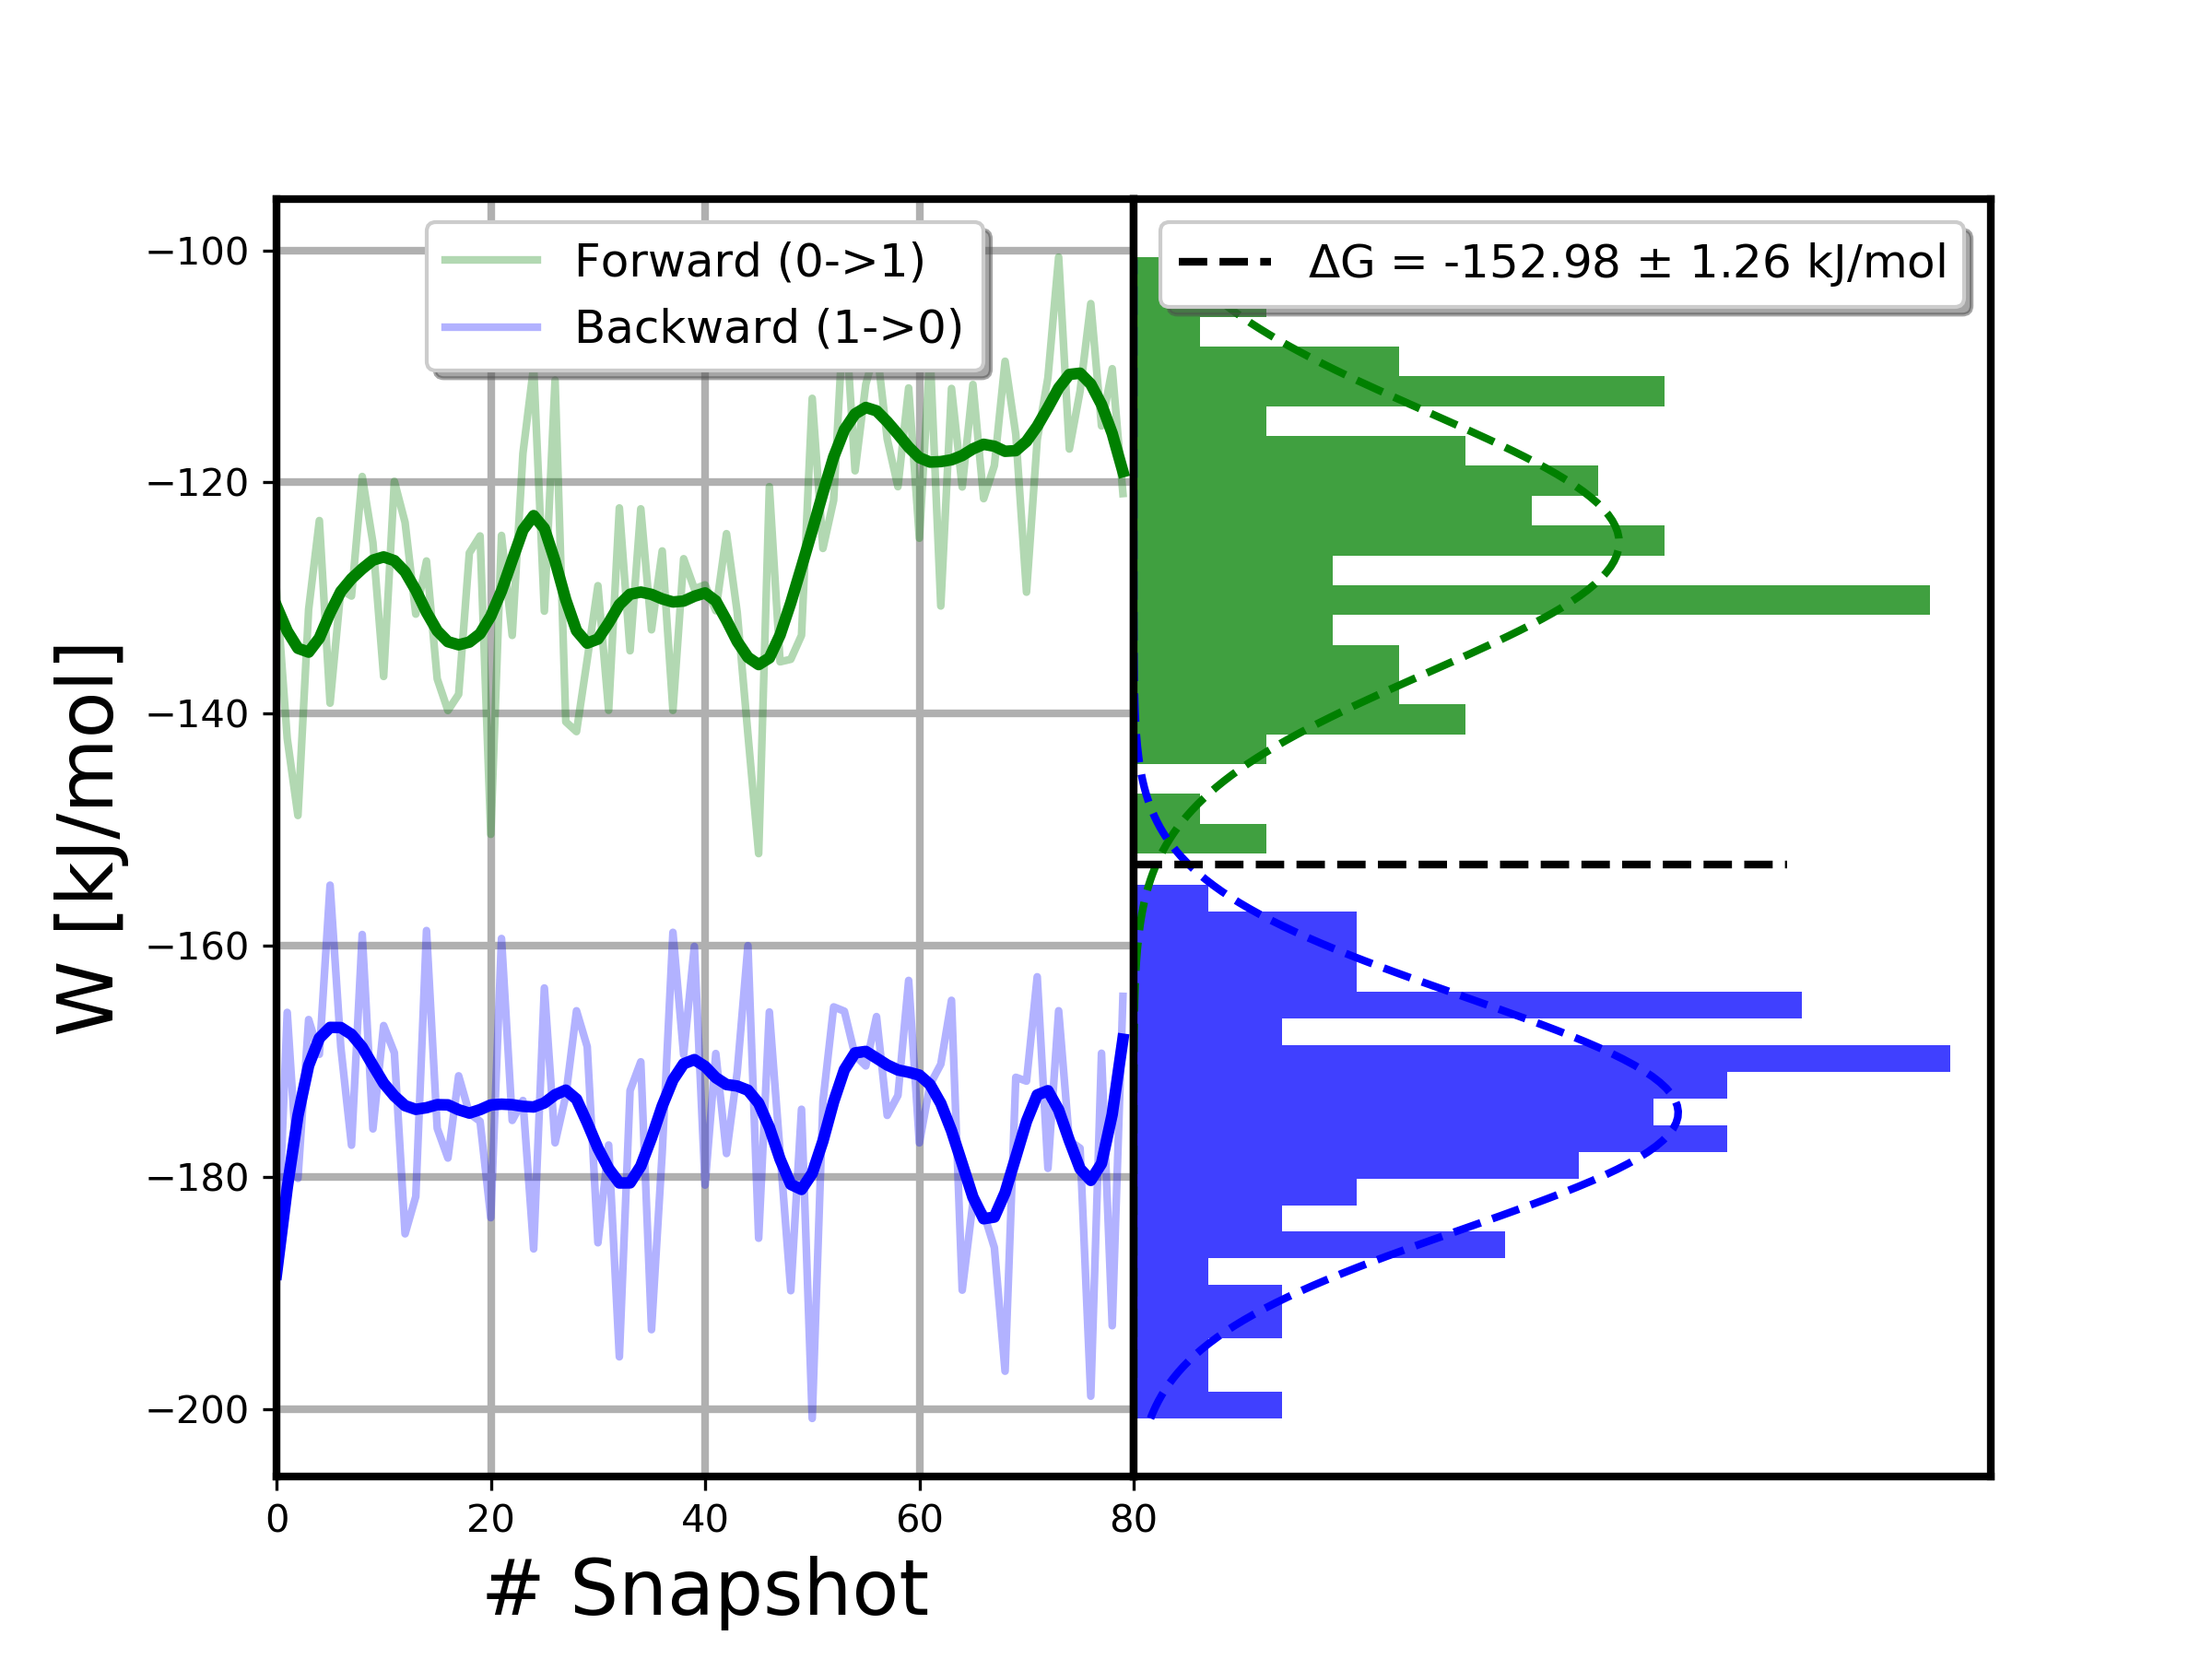 Forward (0->1)
Backward (1->0)
ΔG = -152.98 ± 1.26 kJ/mol
W [kJ/mol]
−100
−120
−140
−160
−180
−200
0 20 40 60 80
# Snapshot